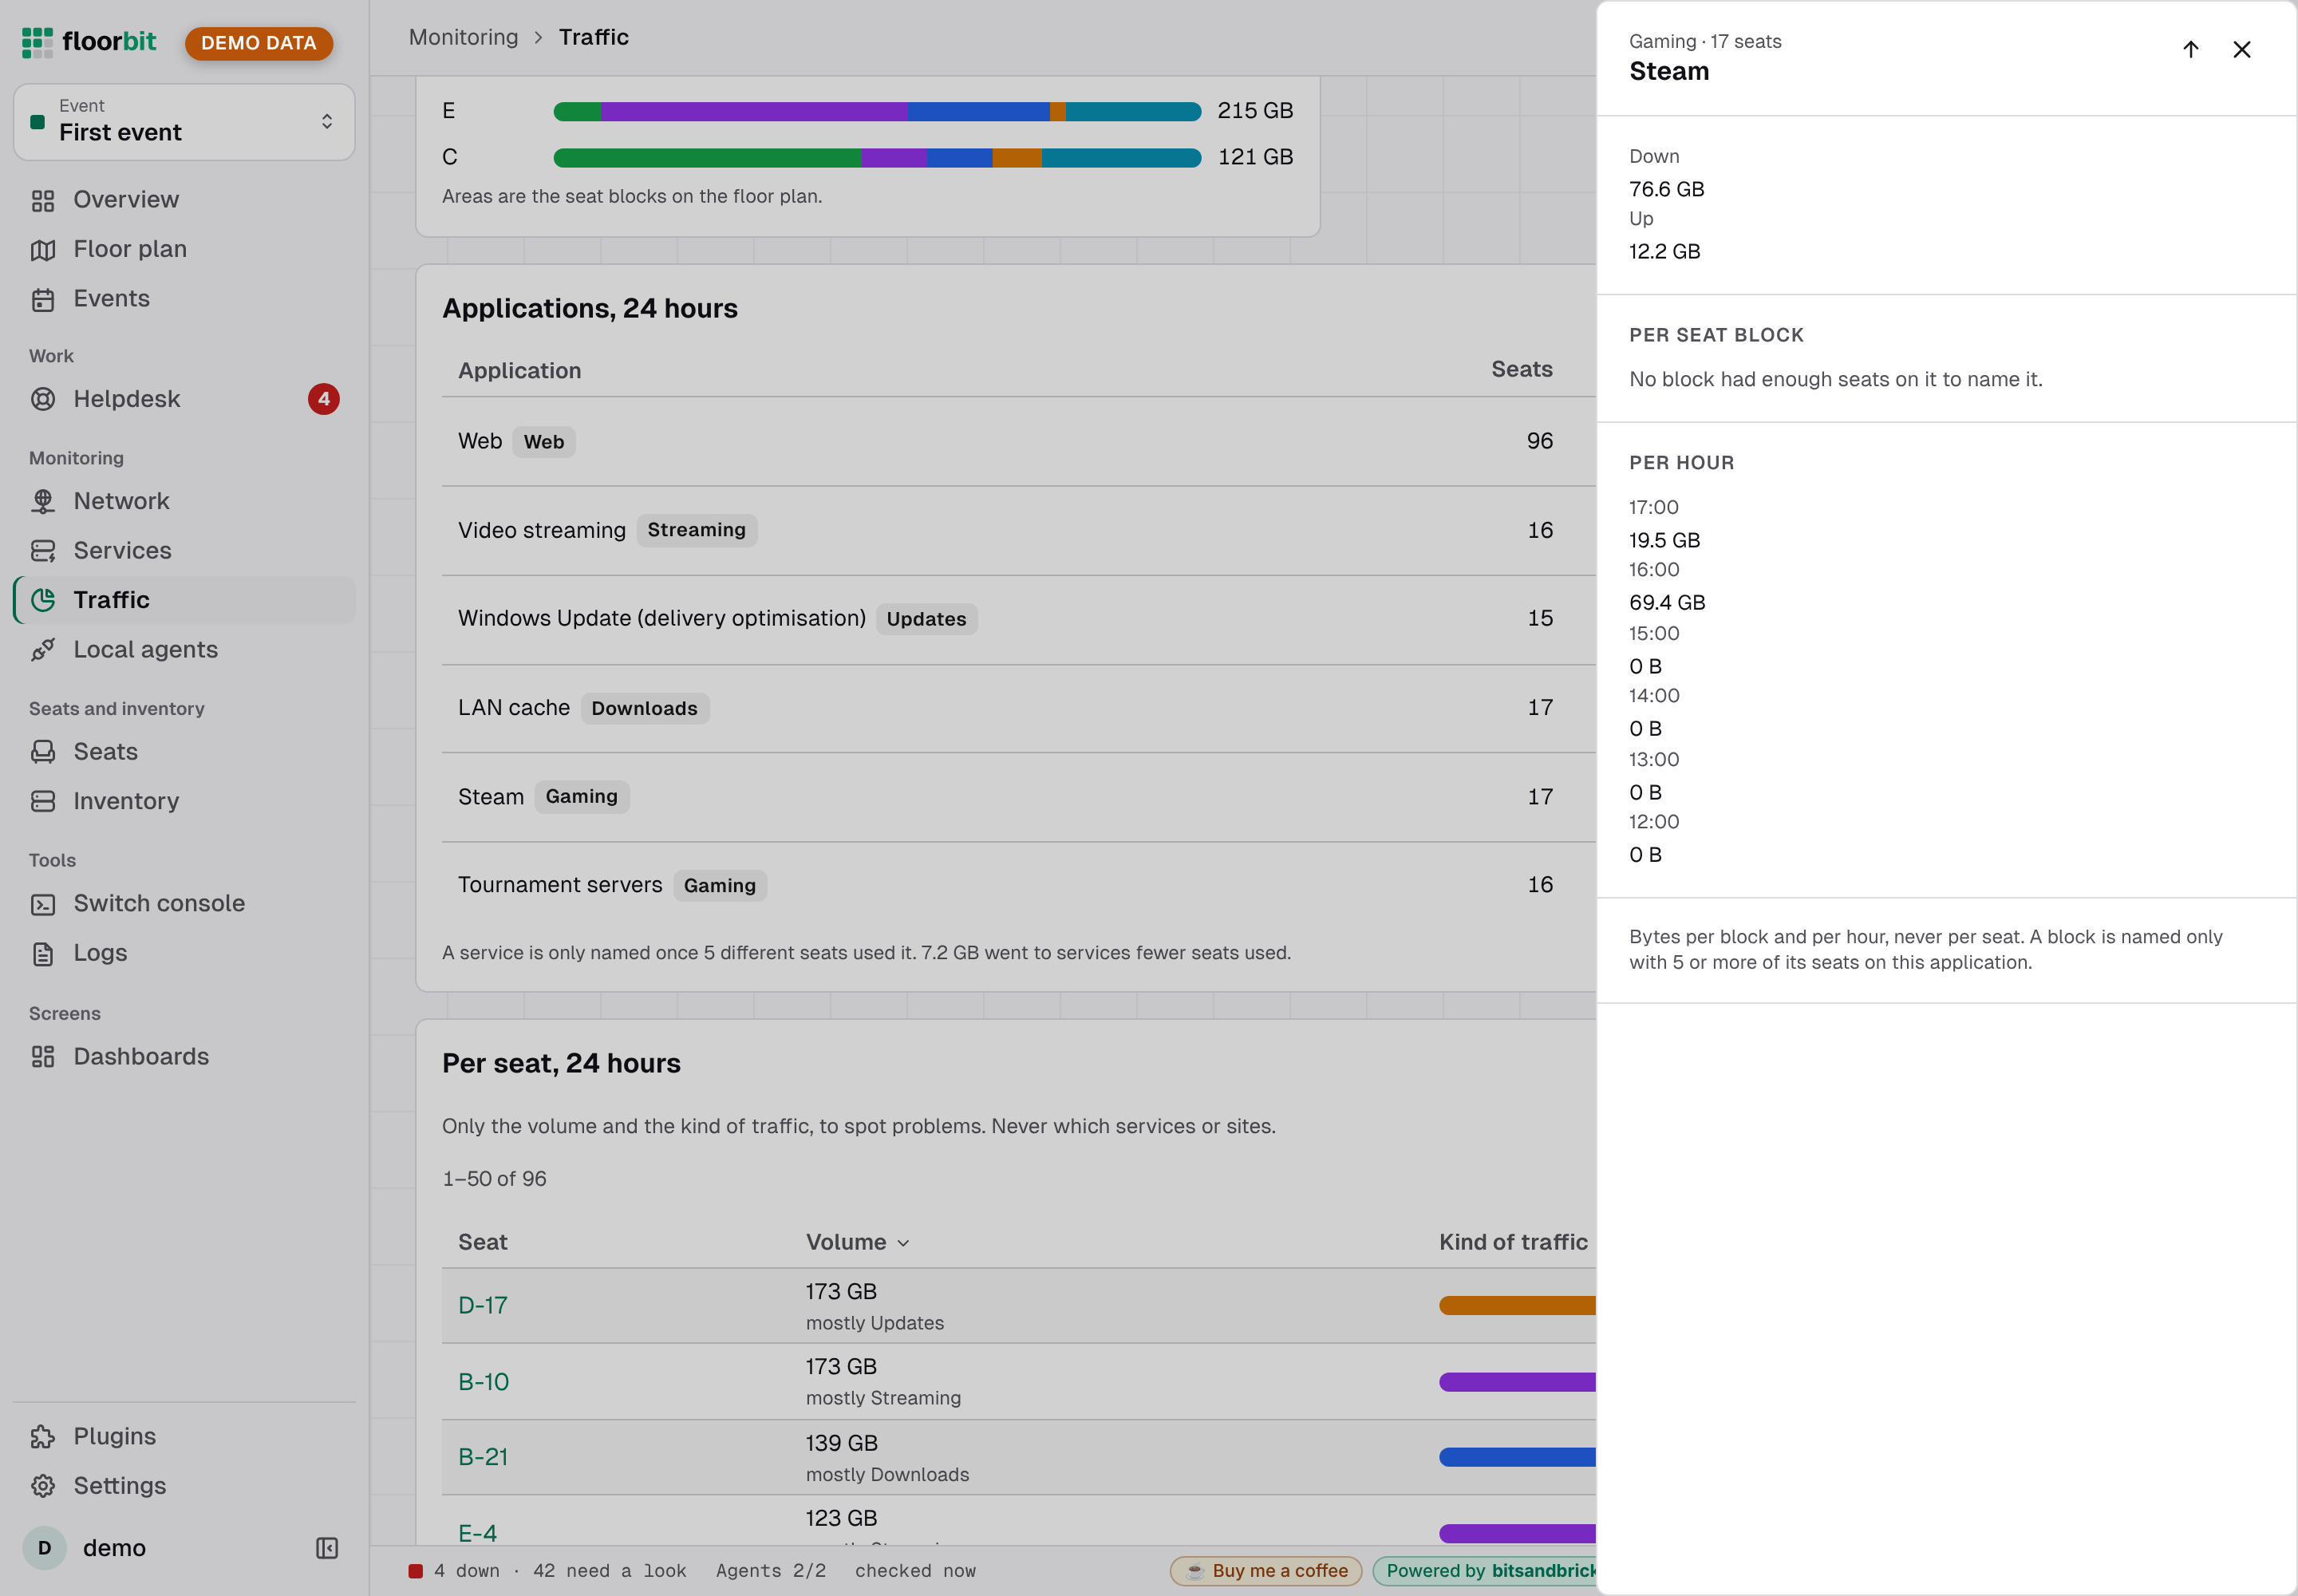 floorbit
DEMO DATA
Event
First event
Overview
Floor plan
Events
Work
Helpdesk
4
Monitoring
Network
Services
Traffic
Local agents
Seats and inventory
Seats
Inventory
Tools
Switch console
Logs
Screens
Dashboards
Plugins
Settings
D
demo
Monitoring > Traffic
E
215 GB
C
121 GB
Areas are the seat blocks on the floor plan.
Applications, 24 hours
Application Seats
Web Web 96
Video streaming Streaming 16
Windows Update (delivery optimisation) Updates 15
LAN cache Downloads 17
Steam Gaming 17
Tournament servers Gaming 16
A service is only named once 5 different seats used it. 7.2 GB went to services fewer seats used.
Per seat, 24 hours
Only the volume and the kind of traffic, to spot problems. Never which services or sites.
1–50 of 96
Seat Volume Kind of traffic
D-17 173 GB
mostly Updates
B-10 173 GB
mostly Streaming
B-21 139 GB
mostly Downloads
E-4 123 GB
4 down · 42 need a look Agents 2/2 checked now
Buy me a coffee
Powered by bitsandbrick
Gaming · 17 seats
Steam
Down
76.6 GB
Up
12.2 GB
PER SEAT BLOCK
No block had enough seats on it to name it.
PER HOUR
17:00
19.5 GB
16:00
69.4 GB
15:00
0 B
14:00
0 B
13:00
0 B
12:00
0 B
Bytes per block and per hour, never per seat. A block is named only
with 5 or more of its seats on this application.